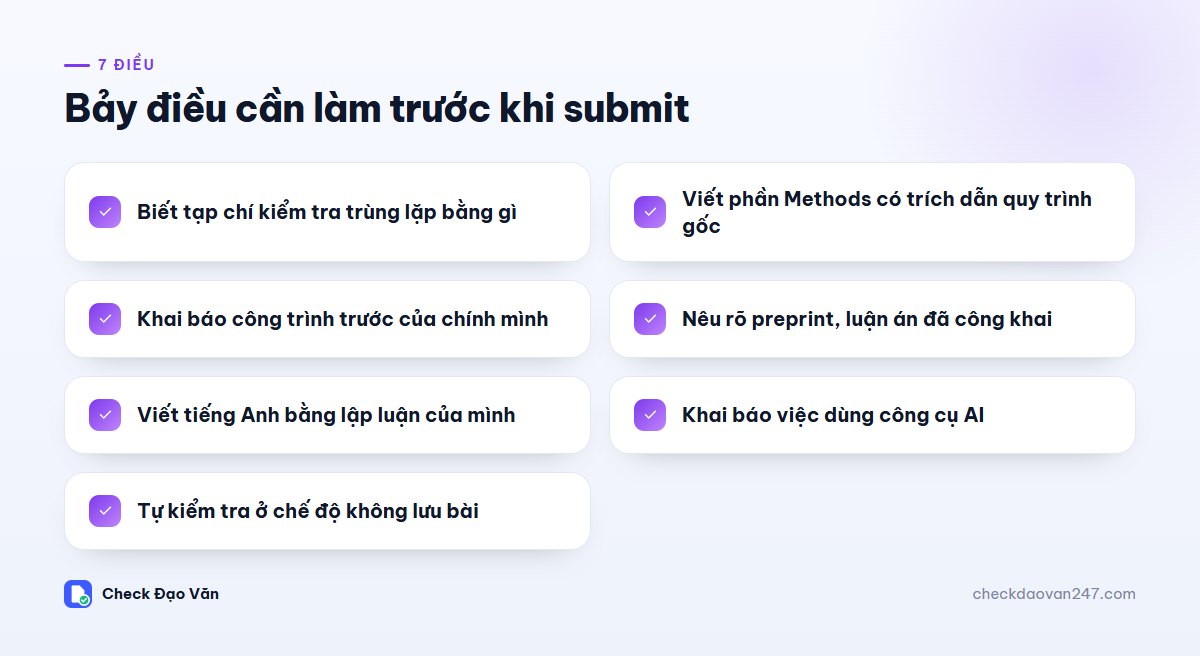 7 ĐIỀU
Bảy điều cần làm trước khi submit
Biết tạp chí kiểm tra trùng lặp bằng gì
Viết phần Methods có trích dẫn quy trình
gốc
Khai báo công trình trước của chính mình
Nêu rõ preprint, luận án đã công khai
Viết tiếng Anh bằng lập luận của mình
Khai báo việc dùng công cụ AI
Tự kiểm tra ở chế độ không lưu bài
Check Đạo Văn
checkdaovan247.com